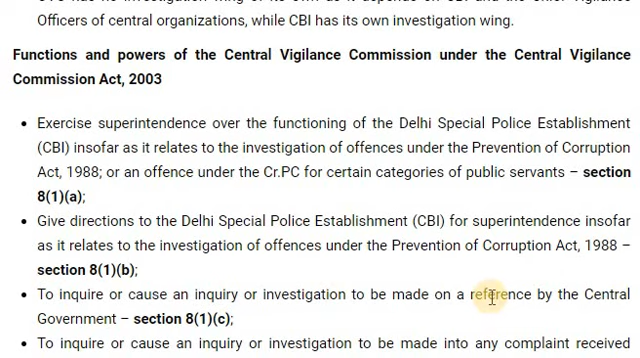 Officers of central organizations, while CBI has its own investigation wing.
Functions and powers of the Central Vigilance Commission under the Central Vigilance
Commission Act, 2003
• Exercise superintendence over the functioning of the Delhi Special Police Establishment
(CBI) insofar as it relates to the investigation of offences under the Prevention of Corruption
Act, 1988; or an offence under the Cr.PC for certain categories of public servants – section
8(1)(a);
• Give directions to the Delhi Special Police Establishment (CBI) for superintendence insofar
as it relates to the investigation of offences under the Prevention of Corruption Act, 1988 –
section 8(1)(b);
• To inquire or cause an inquiry or investigation to be made on a reference by the Central
Government – section 8(1)(c);
• To inquire or cause an inquiry or investigation to be made into any complaint received